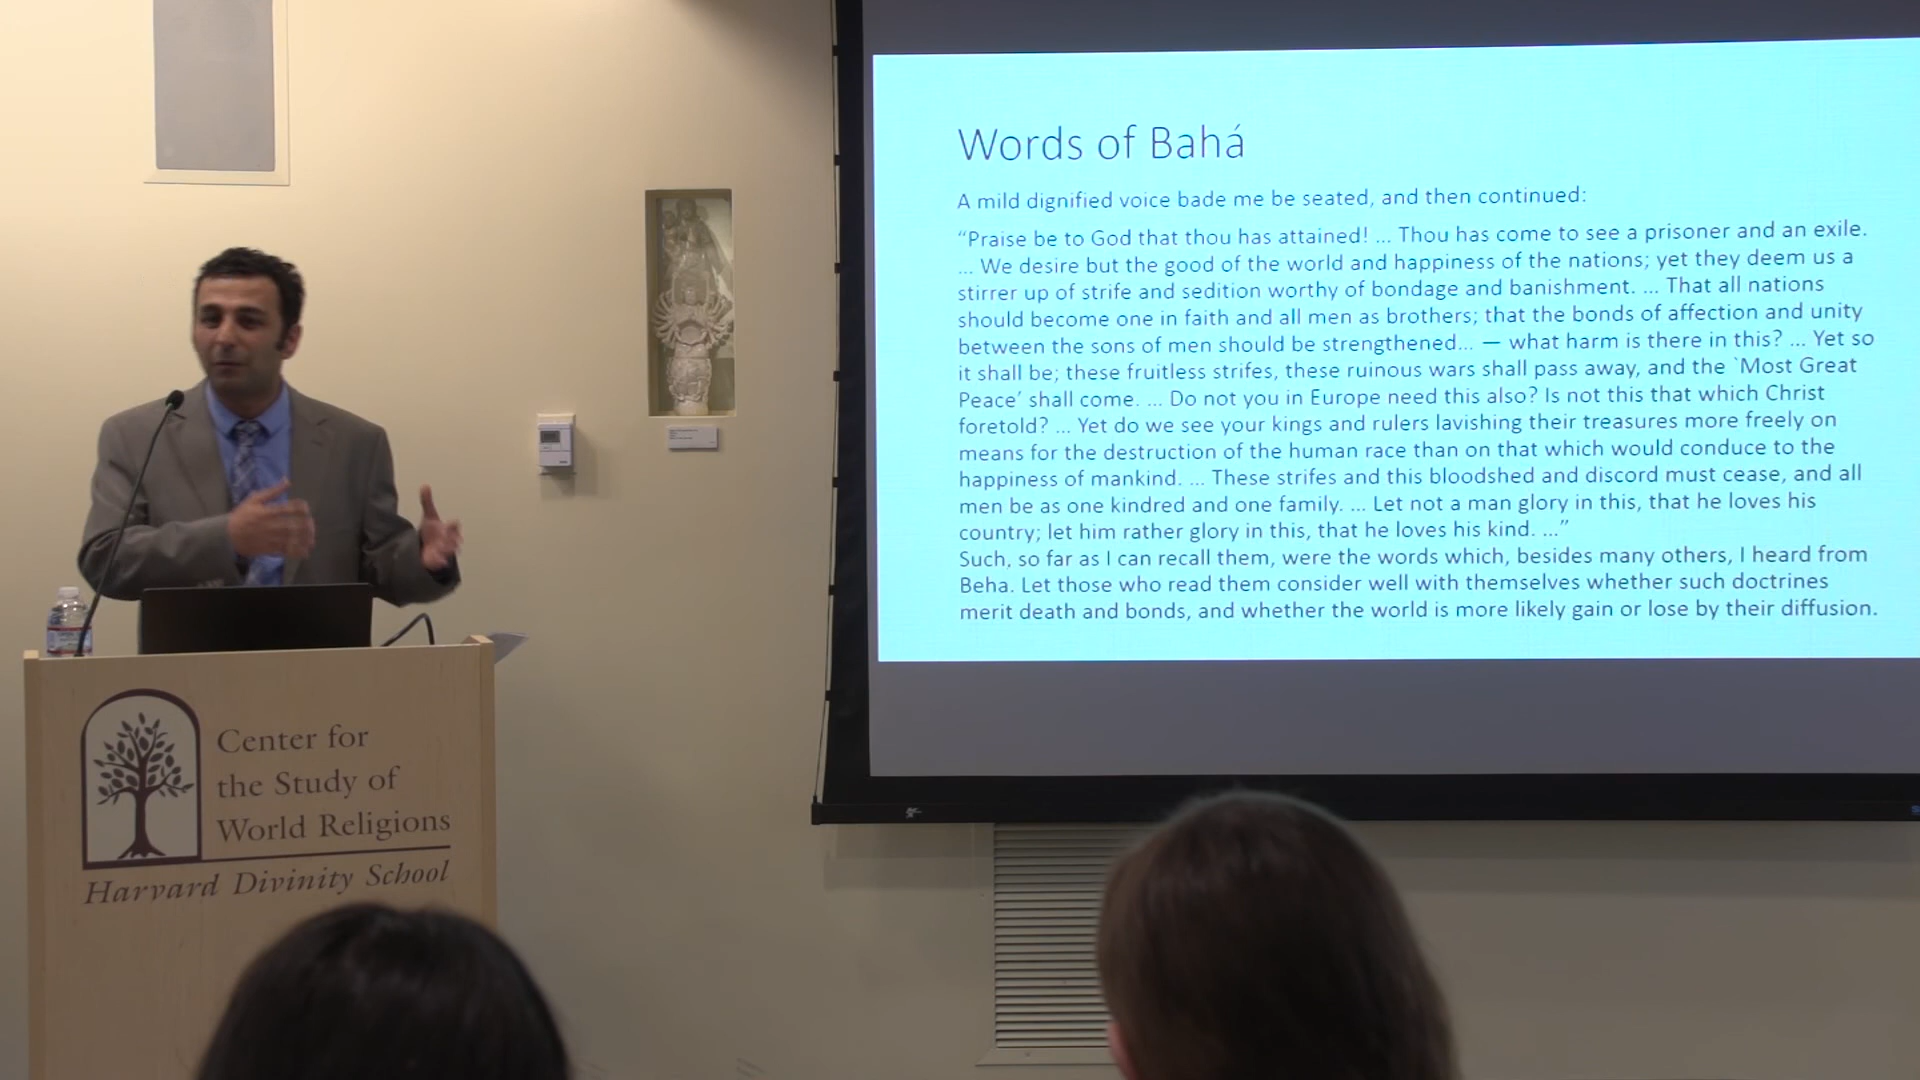 Words of Bahá
A mild dignified voice bade me be seated, and then continued:
“Praise be to God that thou has attained! ... Thou has come to see a prisoner and an exile.
... We desire but the good of the world and happiness of the nations; yet they deem us a
stirrer up of strife and sedition worthy of bondage and banishment. ... That all nations
should become one in faith and all men as brothers; that the bonds of affection and unity
between the sons of men should be strengthened... — what harm is there in this? ... Yet so
it shall be; these fruitless strifes, these ruinous wars shall pass away, and the `Most Great
Peace’ shall come. ... Do not you in Europe need this also? Is not this that which Christ
foretold? ... Yet do we see your kings and rulers lavishing their treasures more freely on
means for the destruction of the human race than on that which would conduce to the
happiness of mankind. ... These strifes and this bloodshed and discord must cease, and all
men be as one kindred and one family. ... Let not a man glory in this, that he loves his
country; let him rather glory in this, that he loves his kind. ...”
Such, so far as I can recall them, were the words which, besides many others, I heard from
Beha. Let those who read them consider well with themselves whether such doctrines
merit death and bonds, and whether the world is more likely gain or lose by their diffusion.
Center for
the Study of
World Religions
Harvard Divinity School